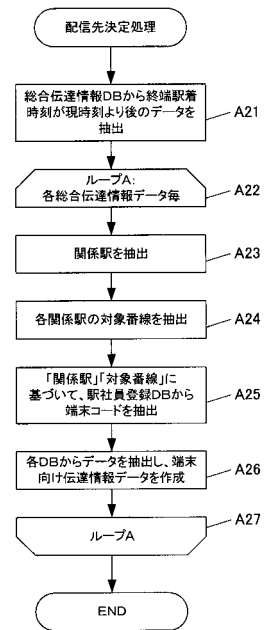 配信先決定処理
総合伝達情報DBから終端駅着
時刻が現時刻より後のデータを
抽出
A21
ループA:
各総合伝達情報データ毎
A22
関係駅を抽出
A23
各関係駅の対象番線を抽出
A24
「関係駅」「対象番線」に
基づいて、駅社員登録DBから
端末コードを抽出
A25
各DBからデータを抽出し、端末
向け伝達情報データを作成
A26
ループA
A27
END